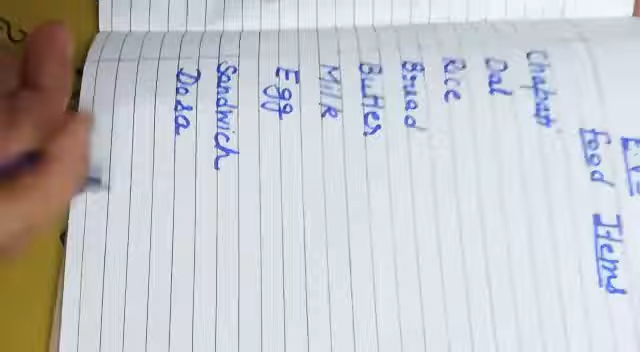 Food Items
Chapati
Dal
Rice
Bread
Butter
Milk
Egg
Sandwich
Dosa